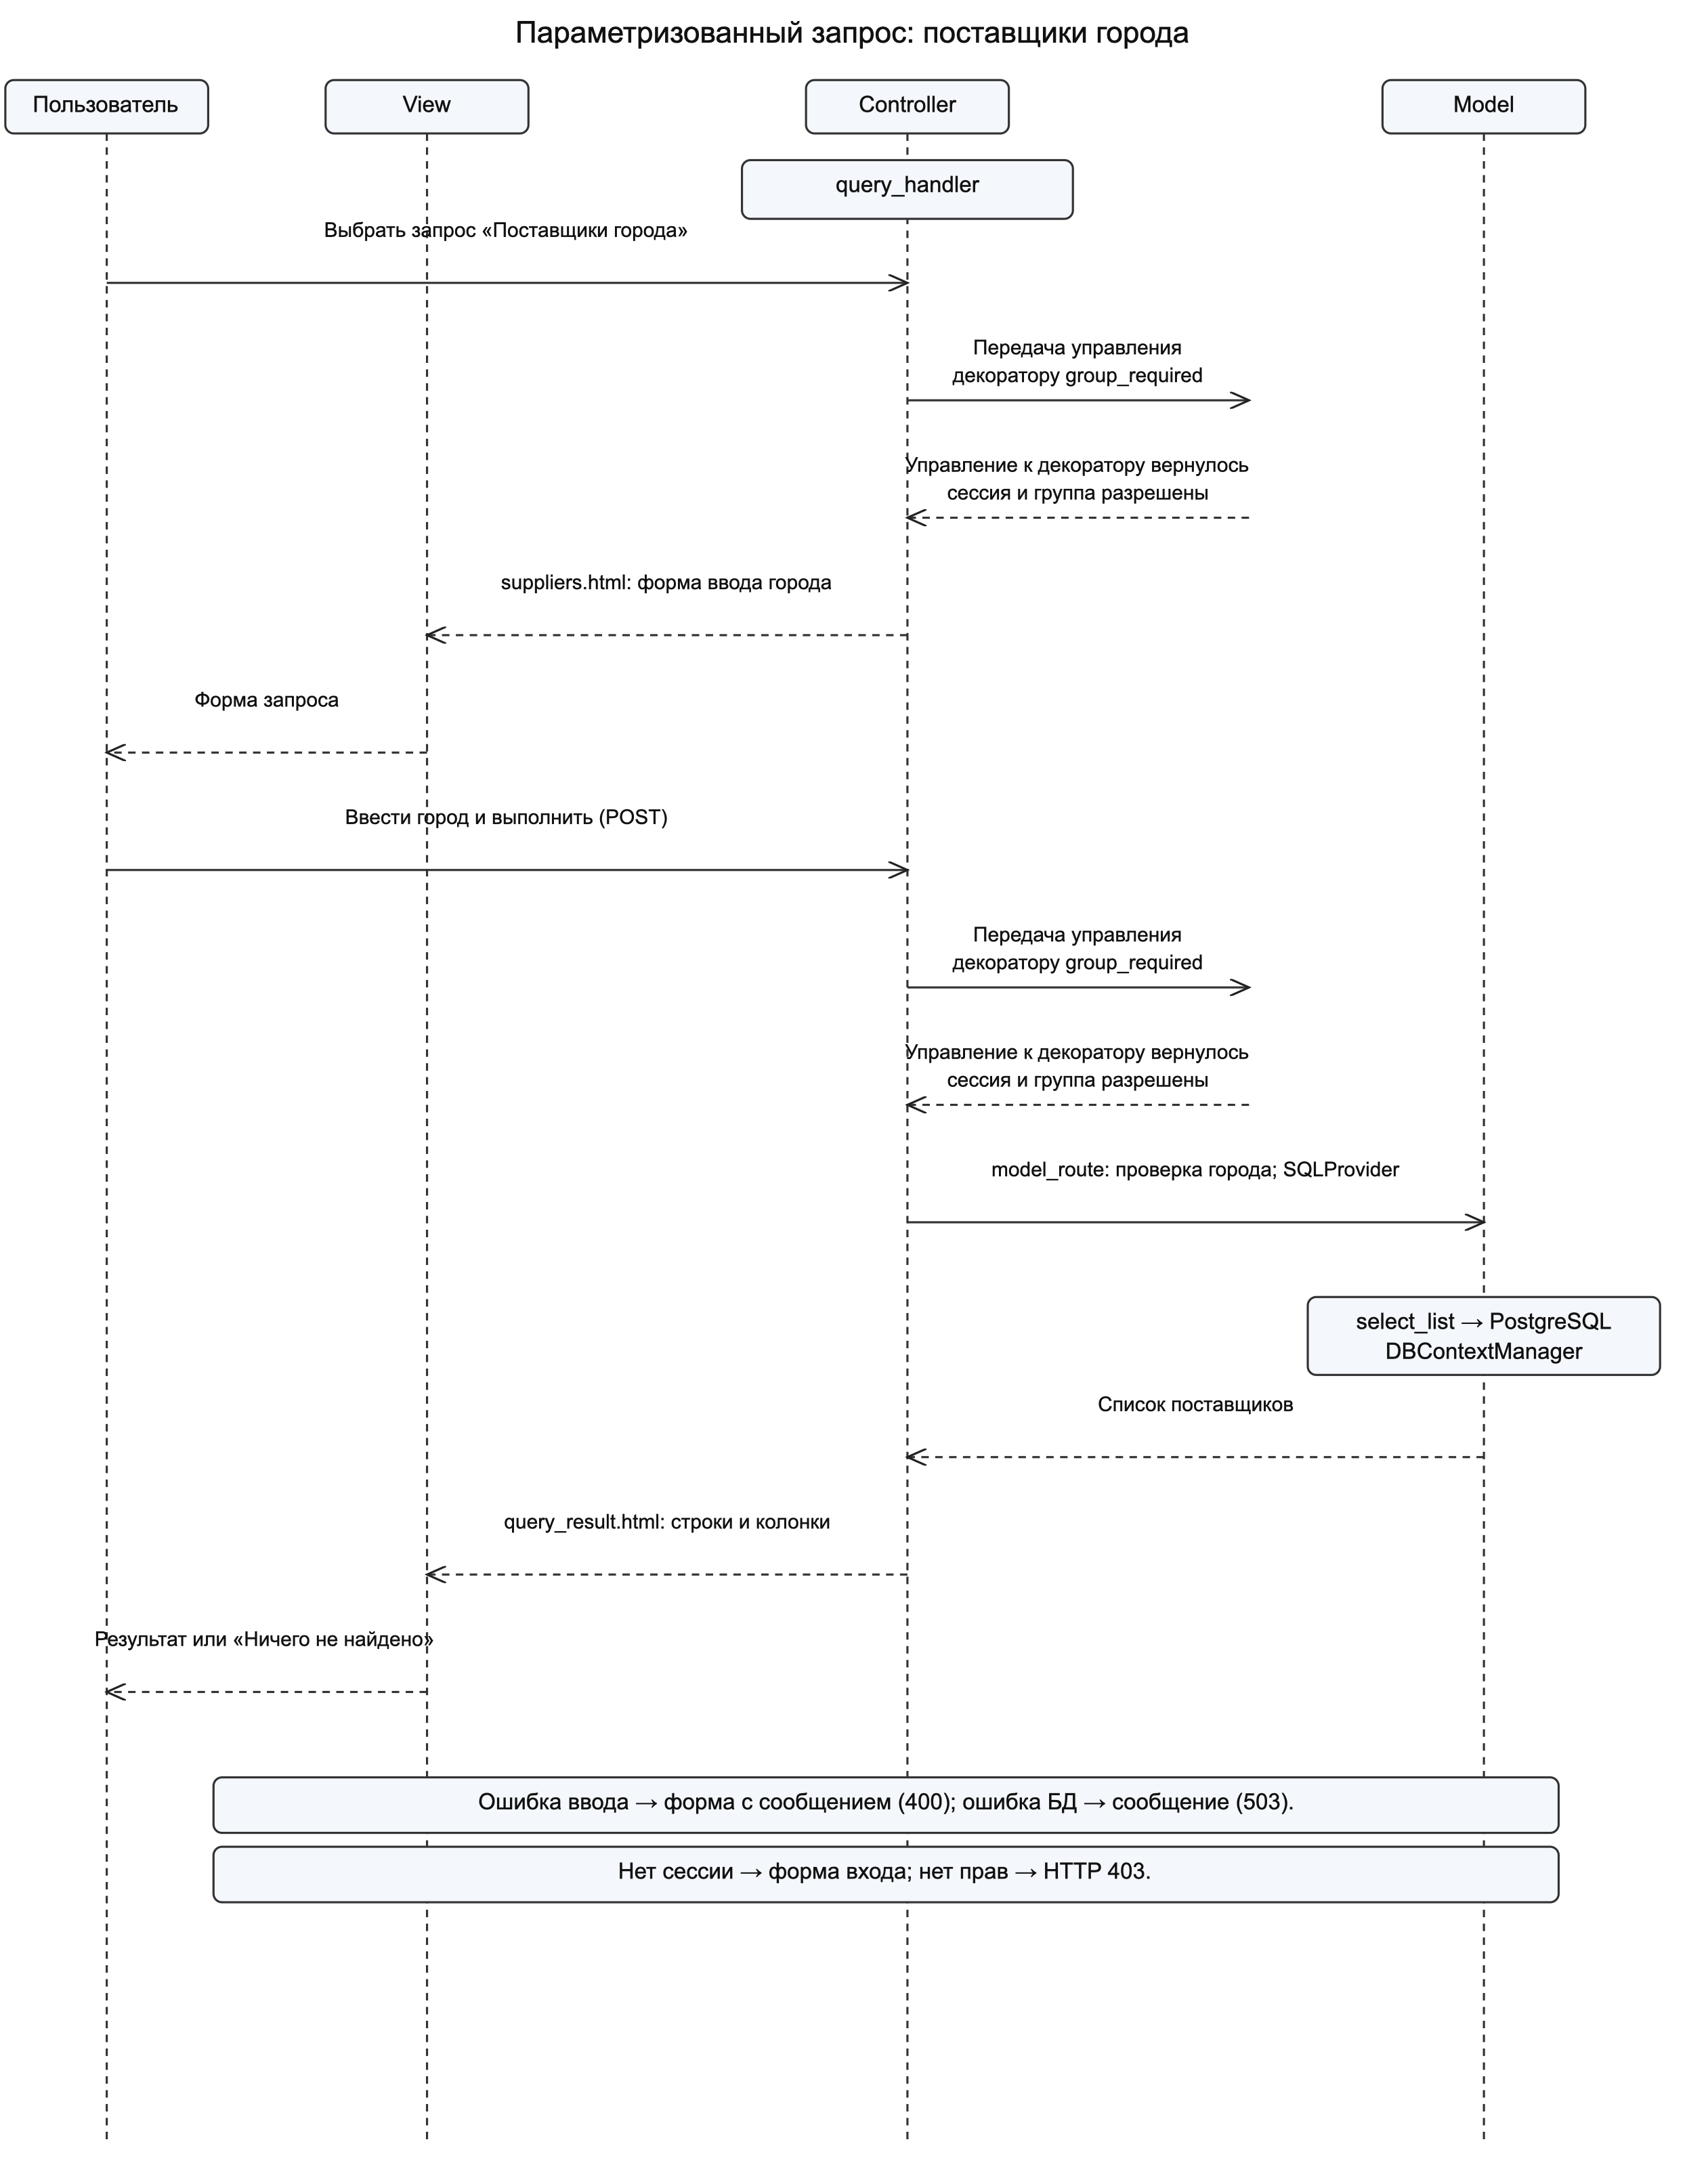 Параметризованный запрос: поставщики города
Пользователь
View
Controller
Model
query_handler
Выбрать запрос «Поставщики города»
Передача управления
декоратору group_required
Управление к декоратору вернулось
сессия и группа разрешены
suppliers.html: форма ввода города
Форма запроса
Ввести город и выполнить (POST)
Передача управления
декоратору group_required
Управление к декоратору вернулось
сессия и группа разрешены
model_route: проверка города; SQLProvider
select_list → PostgreSQL
DBContextManager
Список поставщиков
query_result.html: строки и колонки
Результат или «Ничего не найдено»
Ошибка ввода → форма с сообщением (400); ошибка БД → сообщение (503).
Нет сессии → форма входа; нет прав → HTTP 403.